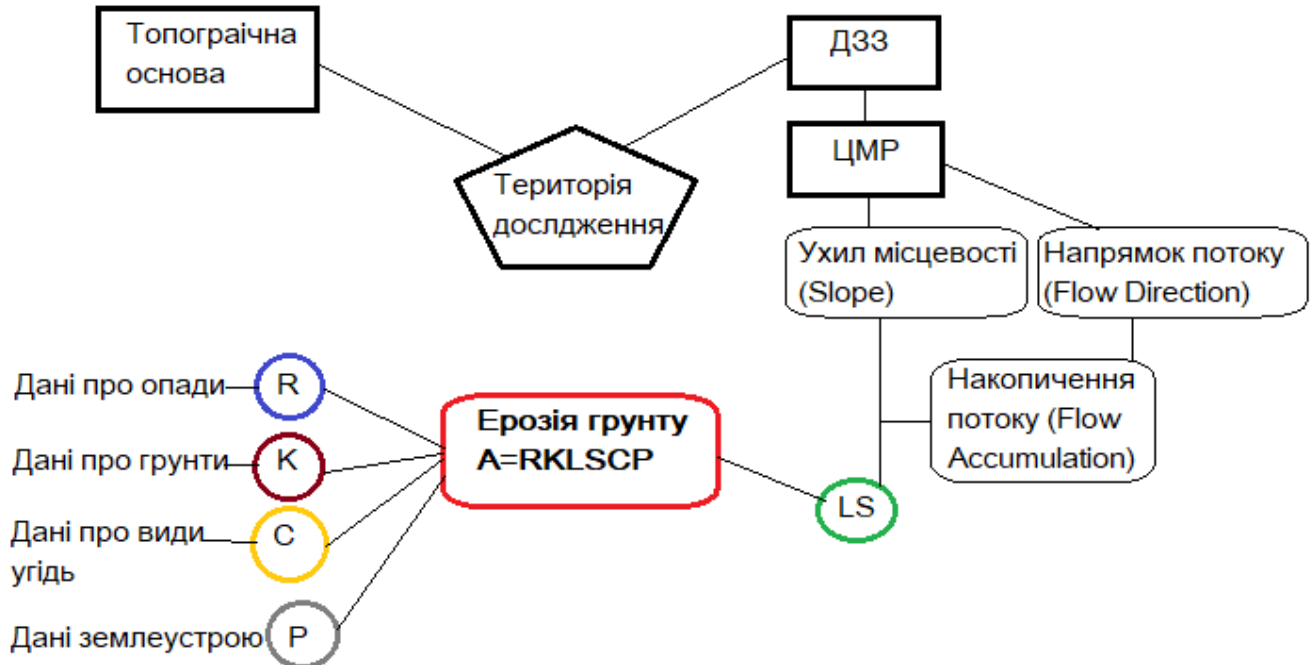 Топограічна
основа
ДЗЗ
ЦМР
Територія
дослдження
Ухил місцевості
(Slope)
Напрямок потоку
(Flow Direction)
Накопичення
потоку (Flow
Accumulation)
Дані про опади
R
Дані про грунти
K
Дані про види
угідь
C
Дані землеустрою
P
Ерозія грунту
A=RKLSCP
LS